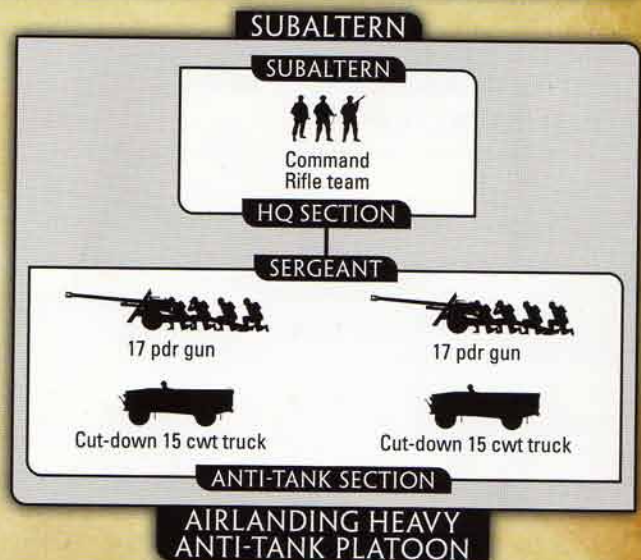 SUBALTERN
SUBALTERN
Command
Rifle team
HQ SECTION
SERGEANT
17 pdr gun
17 pdr gun
Cut-down 15 cwt truck
Cut-down 15 cwt truck
ANTI-TANK SECTION
AIRLANDING HEAVY
ANTI-TANK PLATOON